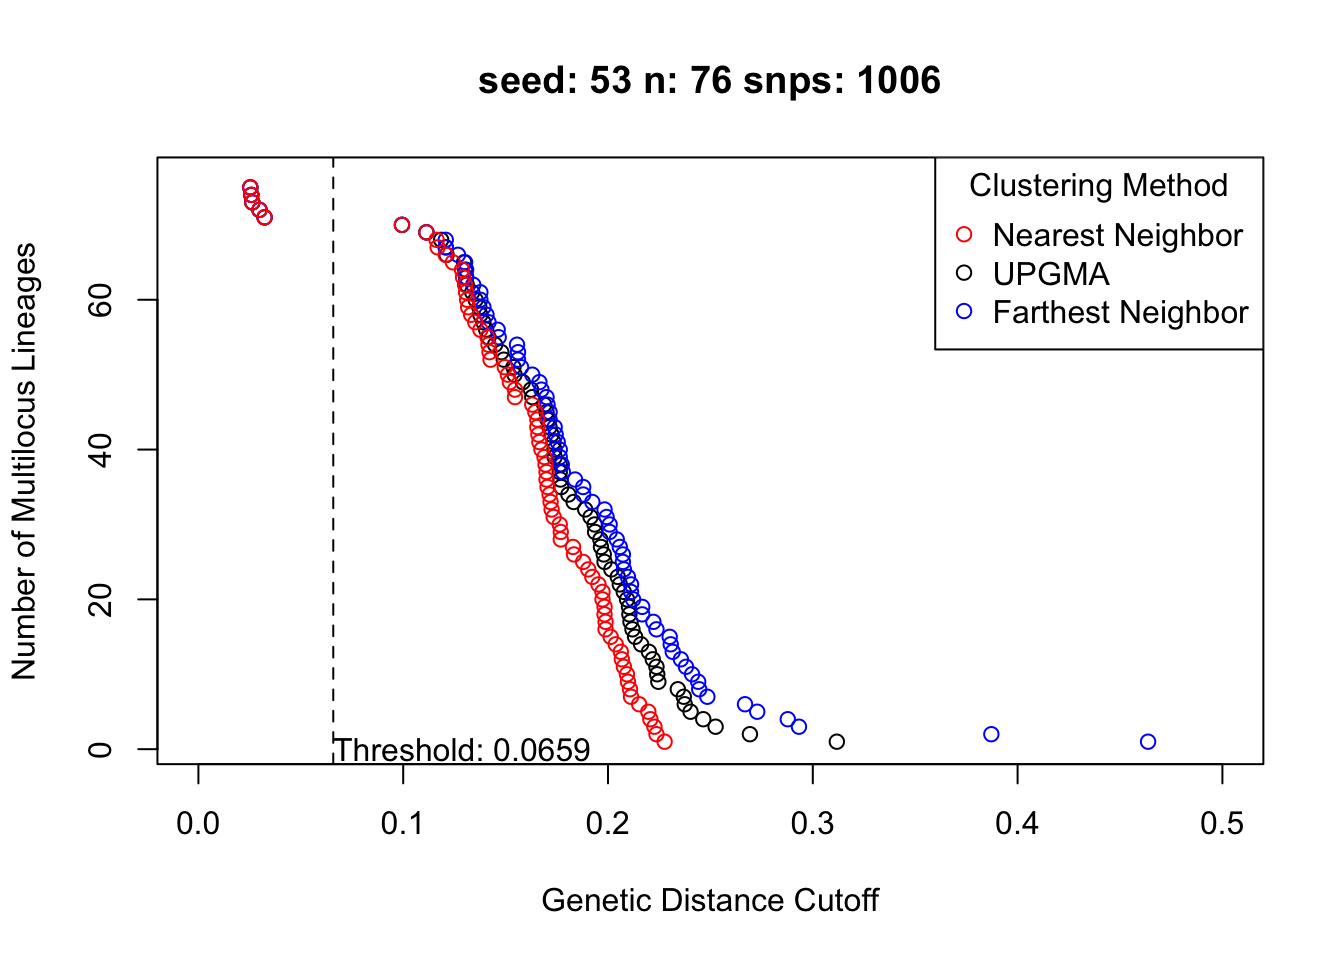 seed: 53 n: 76 snps: 1006
Clustering Method
Nearest Neighbor
UPGMA
Farthest Neighbor
Number of Multilocus Lineages
60
40
20
0
Threshold: 0.0659
0.0 0.1 0.2 0.3 0.4 0.5
Genetic Distance Cutoff